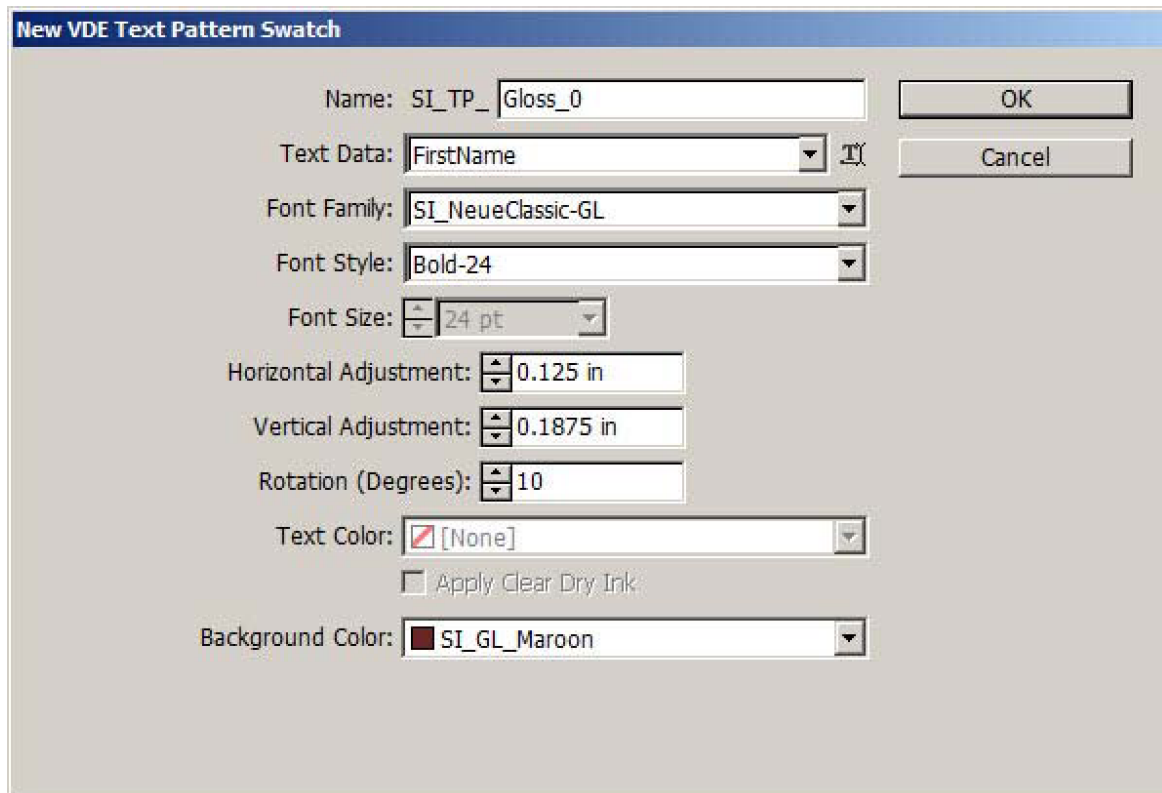 New VDE Text Pattern Swatch
Name: SI_TP_ Gloss_0 OK
Text Data: FirstName T Cancel
Font Family: SI_NeueClassic-GL
Font Style: Bold-24
Font Size: 24 pt
Horizontal Adjustment: 0.125 in
Vertical Adjustment: 0.1875 in
Rotation (Degrees): 10
Text Color: [None]
Apply Clear Dry Ink
Background Color: SI_GL_Maroon